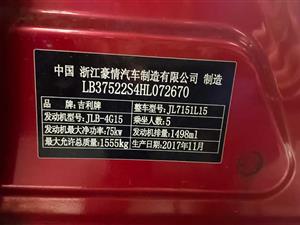 中国 浙江豪情汽车制造有限公司 制造
LB37522S4HL072670
品牌：吉利牌 整车型号：JL7151L15
发动机型号：JLB-4G15 乘坐人数：5
发动机最大净功率：75kw 发动机排量：1498ml
最大允许总质量：1555kg 生产日期：2017年11月